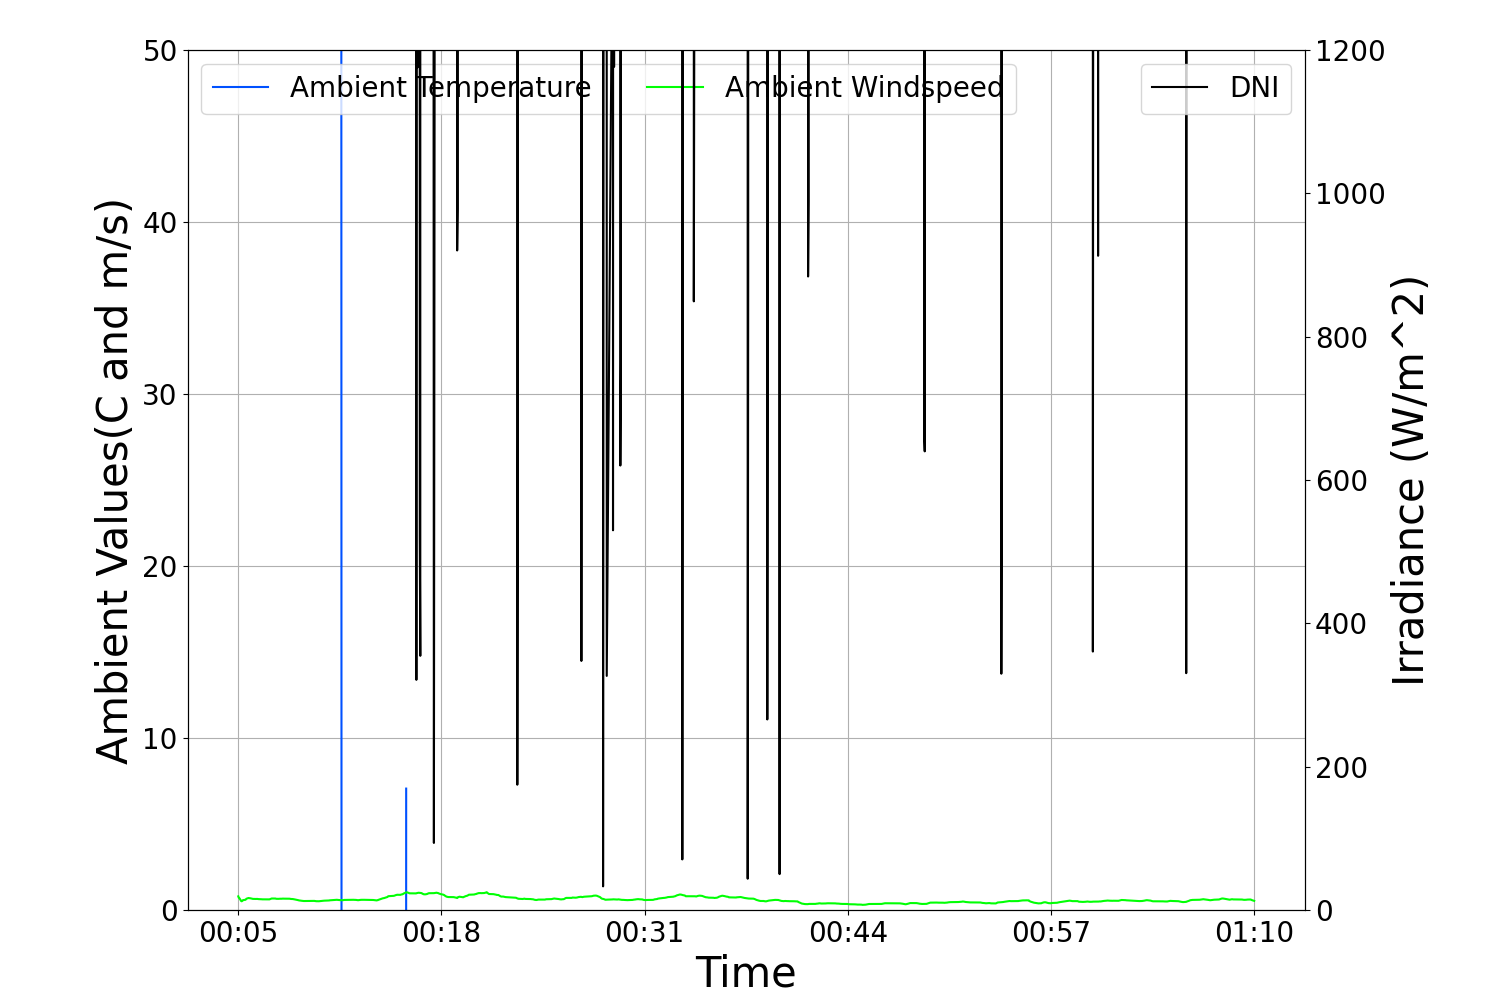 Ambient Temperature
Ambient Windspeed
DNI
Ambient Values(C and m/s)
50
40
30
20
10
0
Irradiance (W/m^2)
1200
1000
800
600
400
200
0
00:05 00:18 00:31 00:44 00:57 01:10
Time